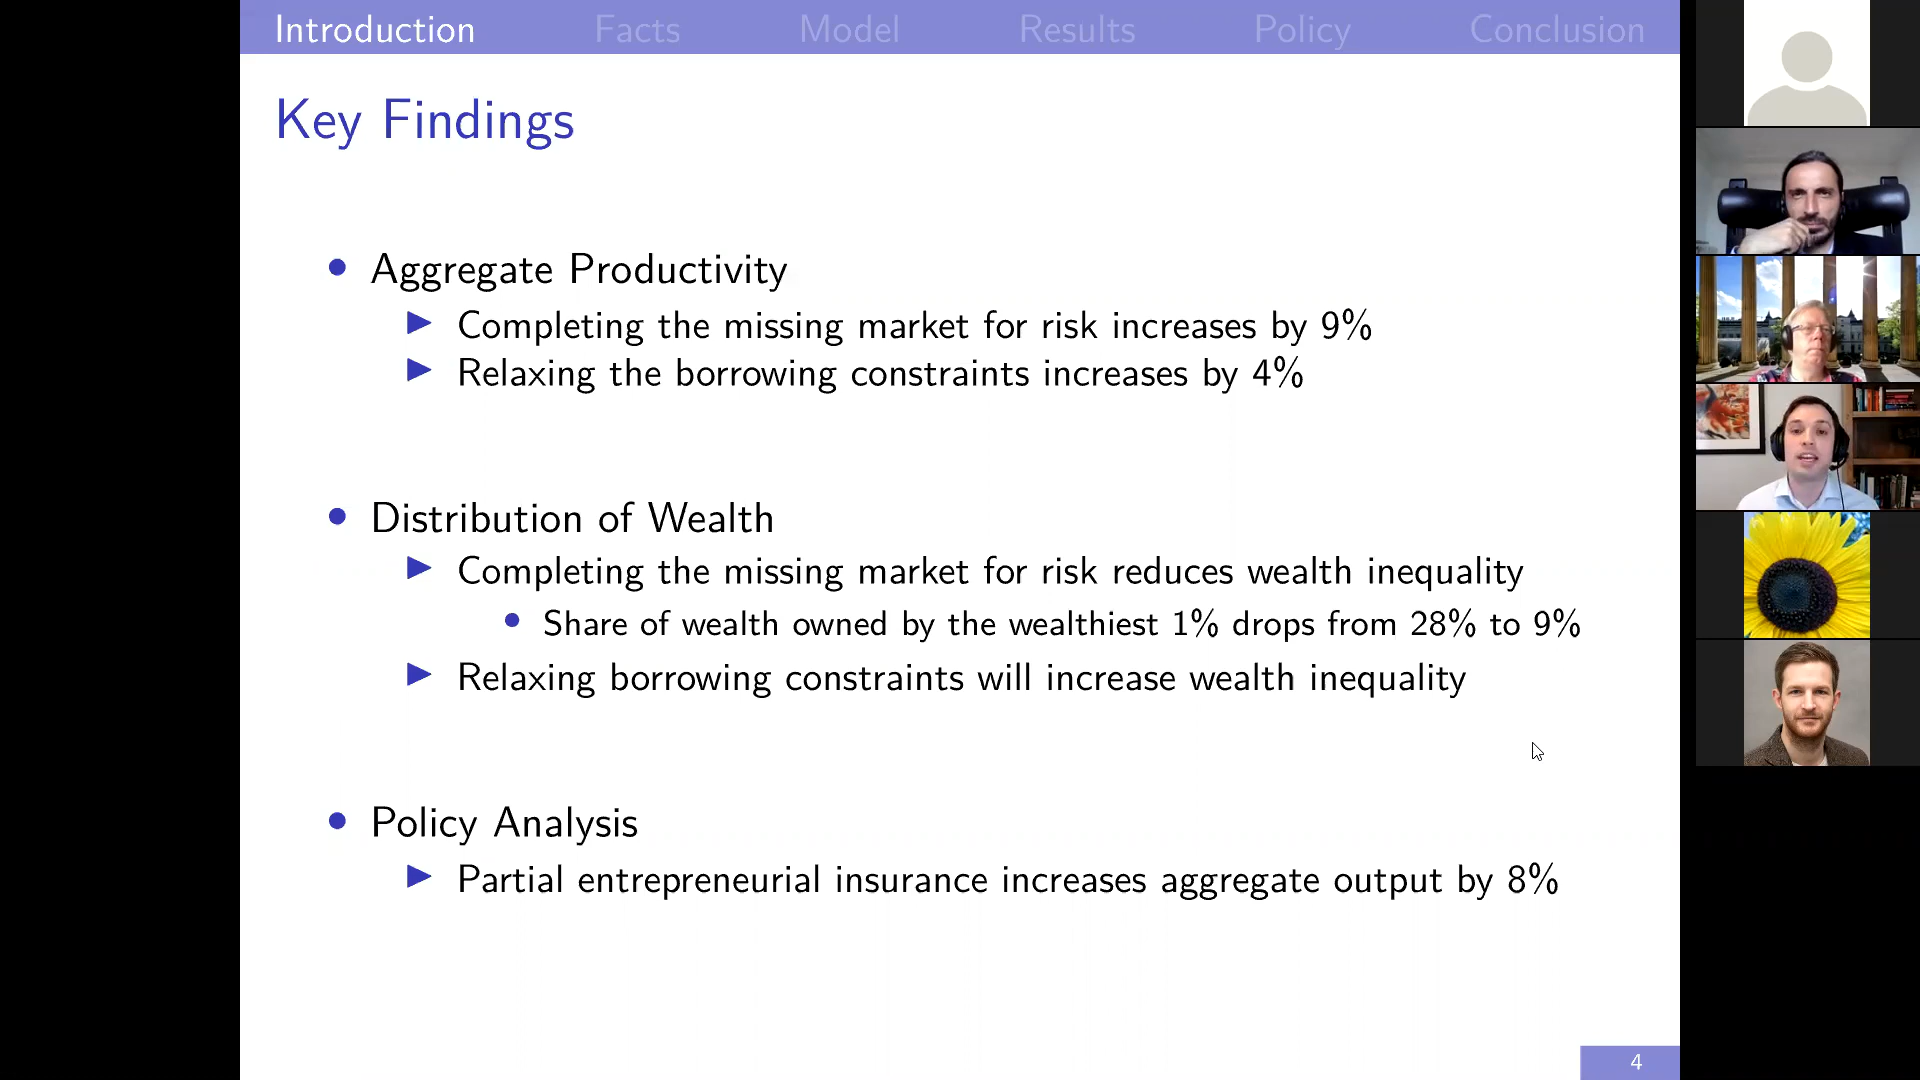 Introduction Facts Model Results Policy Conclusion
Key Findings
Aggregate Productivity
Completing the missing market for risk increases by 9%
Relaxing the borrowing constraints increases by 4%
Distribution of Wealth
Completing the missing market for risk reduces wealth inequality
Share of wealth owned by the wealthiest 1% drops from 28% to 9%
Relaxing borrowing constraints will increase wealth inequality
Policy Analysis
Partial entrepreneurial insurance increases aggregate output by 8%
4